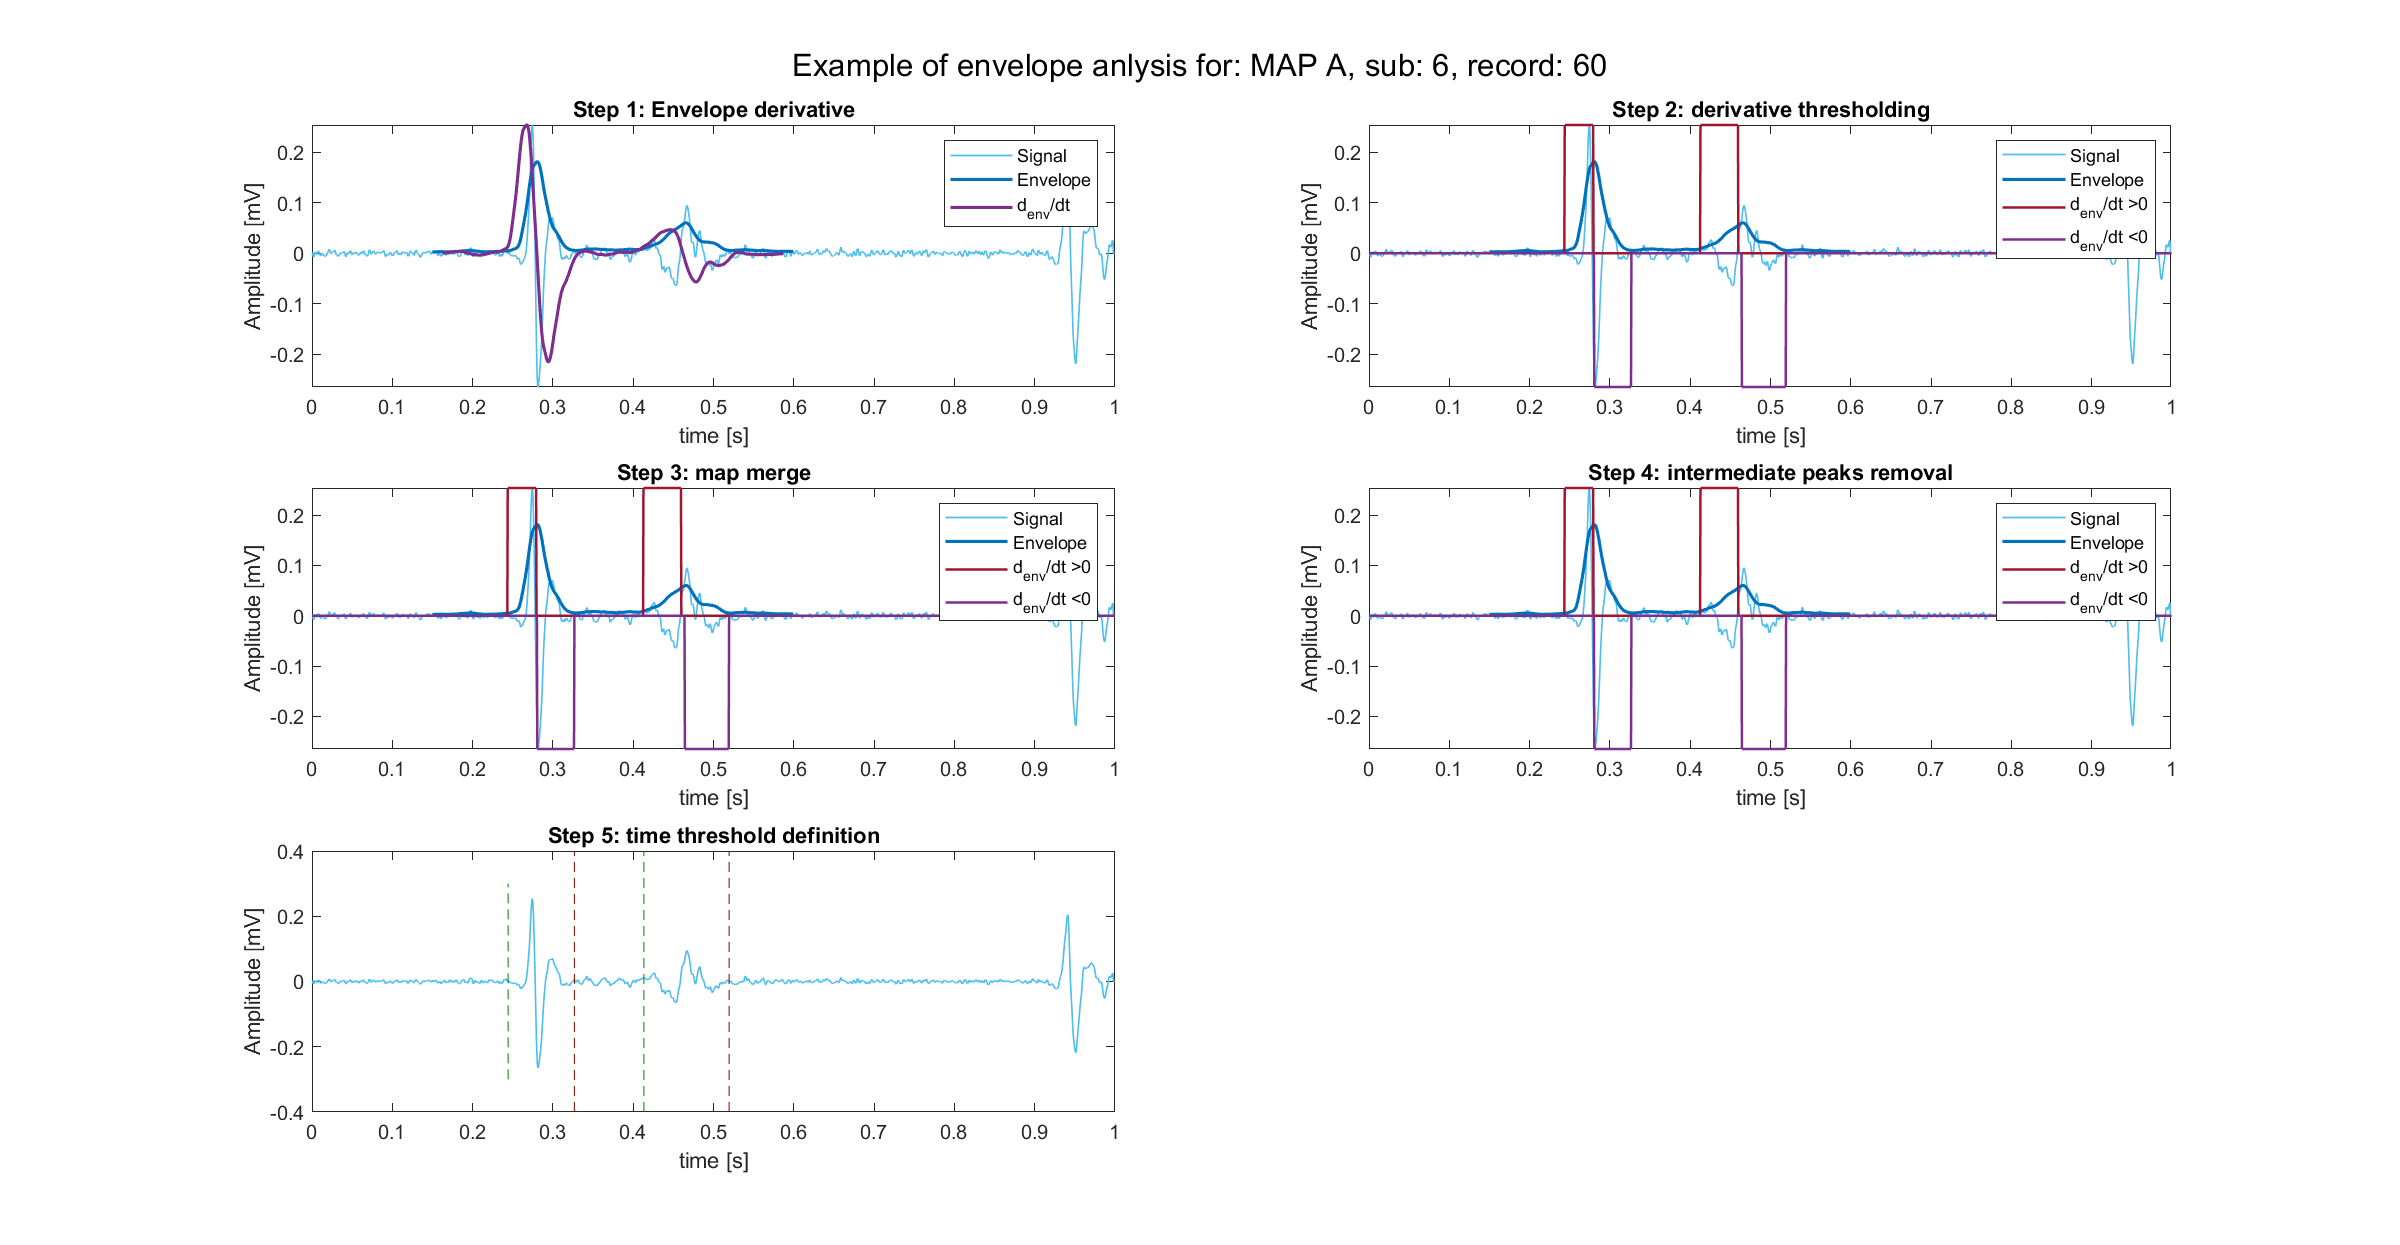 Example of envelope anlysis for: MAP A, sub: 6, record: 60
Step 1: Envelope derivative
Amplitude [mV]
0.2
0.1
0
-0.1
-0.2
Signal
Envelope
d_env/dt
0 0.1 0.2 0.3 0.4 0.5 0.6 0.7 0.8 0.9 1
time [s]
Step 2: derivative thresholding
Amplitude [mV]
0.2
0.1
0
-0.1
-0.2
Signal
Envelope
d_env/dt >0
d_env/dt <0
0 0.1 0.2 0.3 0.4 0.5 0.6 0.7 0.8 0.9 1
time [s]
Step 3: map merge
Amplitude [mV]
0.2
0.1
0
-0.1
-0.2
Signal
Envelope
d_env/dt >0
d_env/dt <0
0 0.1 0.2 0.3 0.4 0.5 0.6 0.7 0.8 0.9 1
time [s]
Step 4: intermediate peaks removal
Amplitude [mV]
0.2
0.1
0
-0.1
-0.2
Signal
Envelope
d_env/dt >0
d_env/dt <0
0 0.1 0.2 0.3 0.4 0.5 0.6 0.7 0.8 0.9 1
time [s]
Step 5: time threshold definition
Amplitude [mV]
0.4
0.2
0
-0.2
-0.4
0 0.1 0.2 0.3 0.4 0.5 0.6 0.7 0.8 0.9 1
time [s]